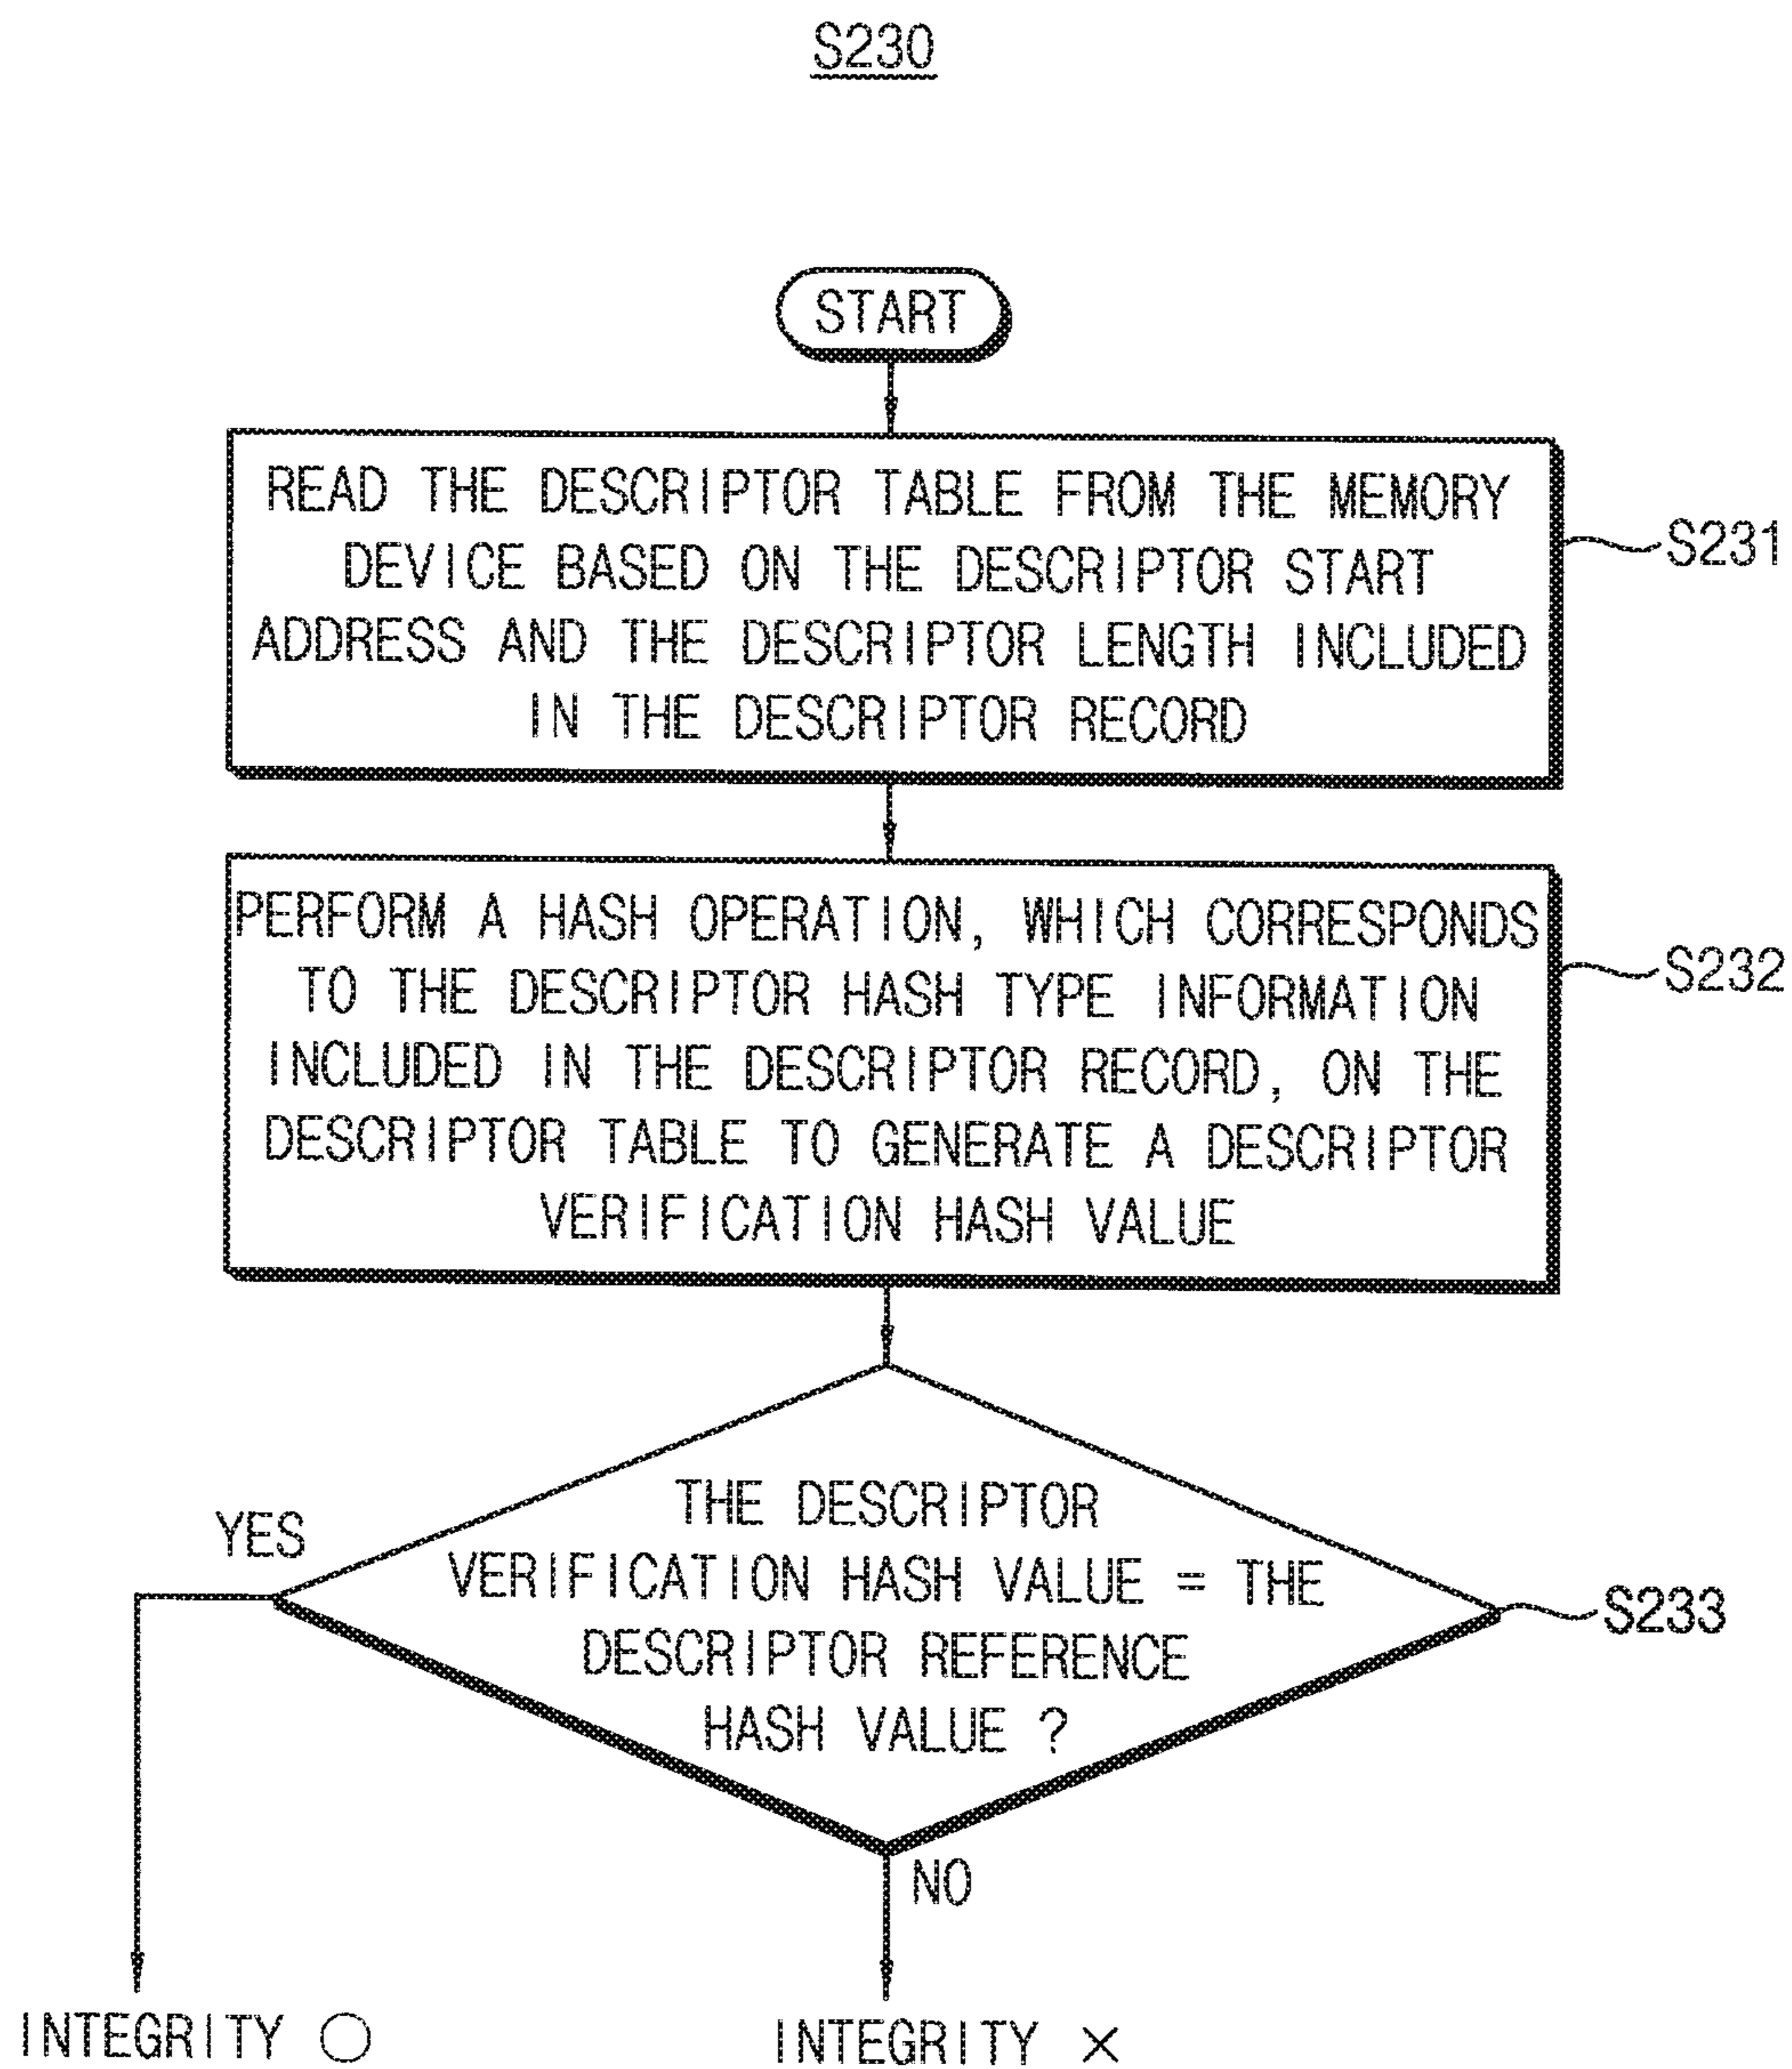 S230
START
READ THE DESCRIPTOR TABLE FROM THE MEMORY
DEVICE BASED ON THE DESCRIPTOR START
ADDRESS AND THE DESCRIPTOR LENGTH INCLUDED
IN THE DESCRIPTOR RECORD
S231
PERFORM A HASH OPERATION, WHICH CORRESPONDS
TO THE DESCRIPTOR HASH TYPE INFORMATION
INCLUDED IN THE DESCRIPTOR RECORD, ON THE
DESCRIPTOR TABLE TO GENERATE A DESCRIPTOR
VERIFICATION HASH VALUE
S232
THE DESCRIPTOR
VERIFICATION HASH VALUE = THE
DESCRIPTOR REFERENCE
HASH VALUE ?
S233
YES
NO
INTEGRITY ○
INTEGRITY ×